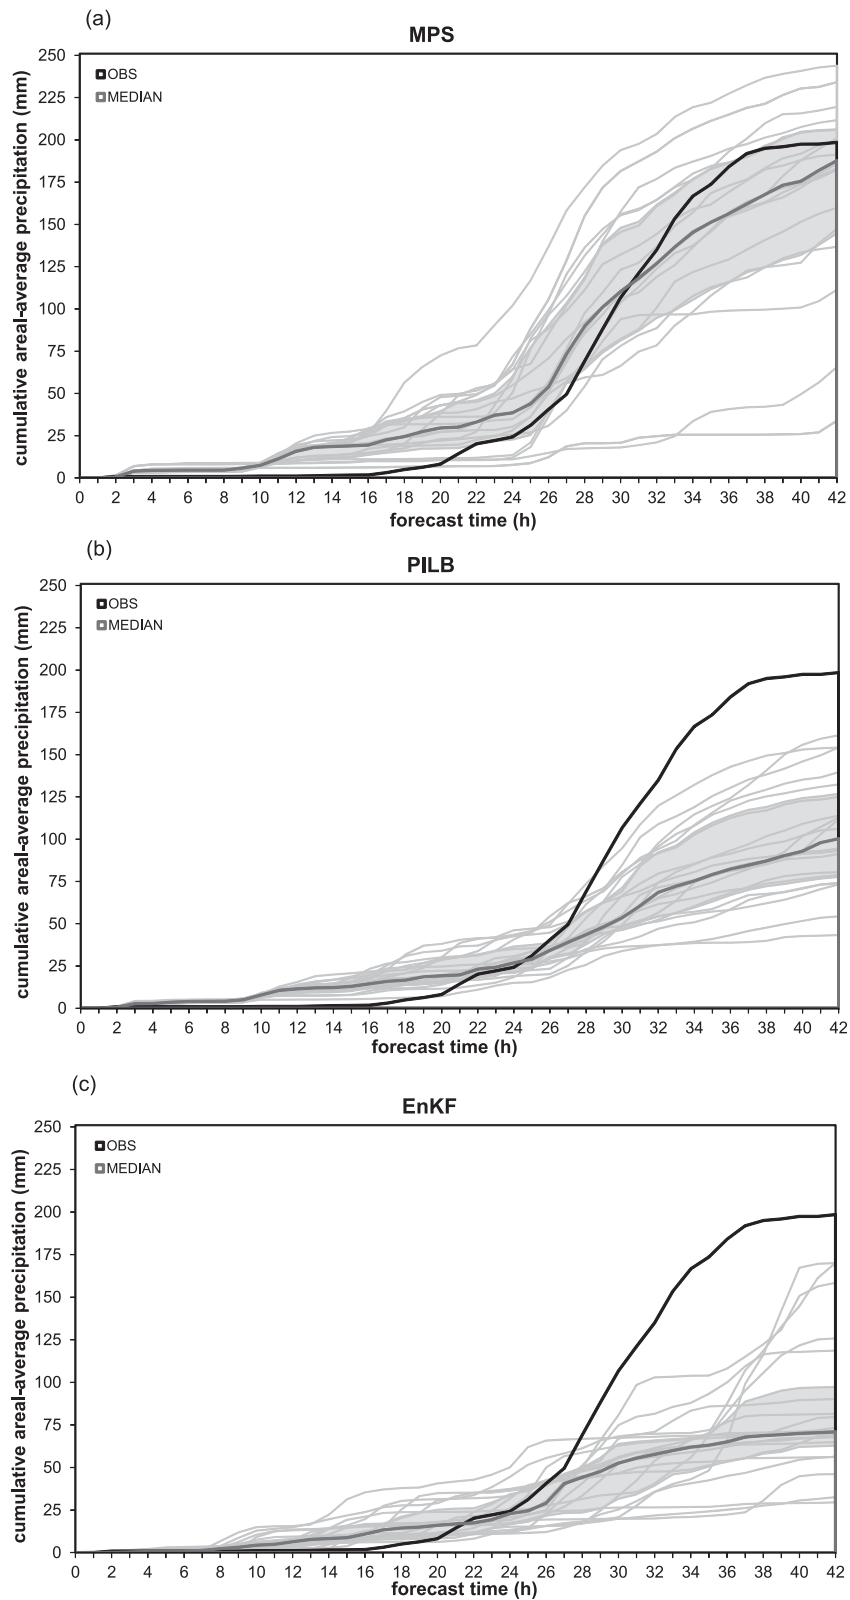 (a)
MPS
cumulative areal-average precipitation (mm)
250
225
200
175
150
125
100
75
50
25
0
OBS
MEDIAN
0 2 4 6 8 10 12 14 16 18 20 22 24 26 28 30 32 34 36 38 40 42
forecast time (h)
(b)
PILB
cumulative areal-average precipitation (mm)
250
225
200
175
150
125
100
75
50
25
0
OBS
MEDIAN
0 2 4 6 8 10 12 14 16 18 20 22 24 26 28 30 32 34 36 38 40 42
forecast time (h)
(c)
EnKF
cumulative areal-average precipitation (mm)
250
225
200
175
150
125
100
75
50
25
0
OBS
MEDIAN
0 2 4 6 8 10 12 14 16 18 20 22 24 26 28 30 32 34 36 38 40 42
forecast time (h)